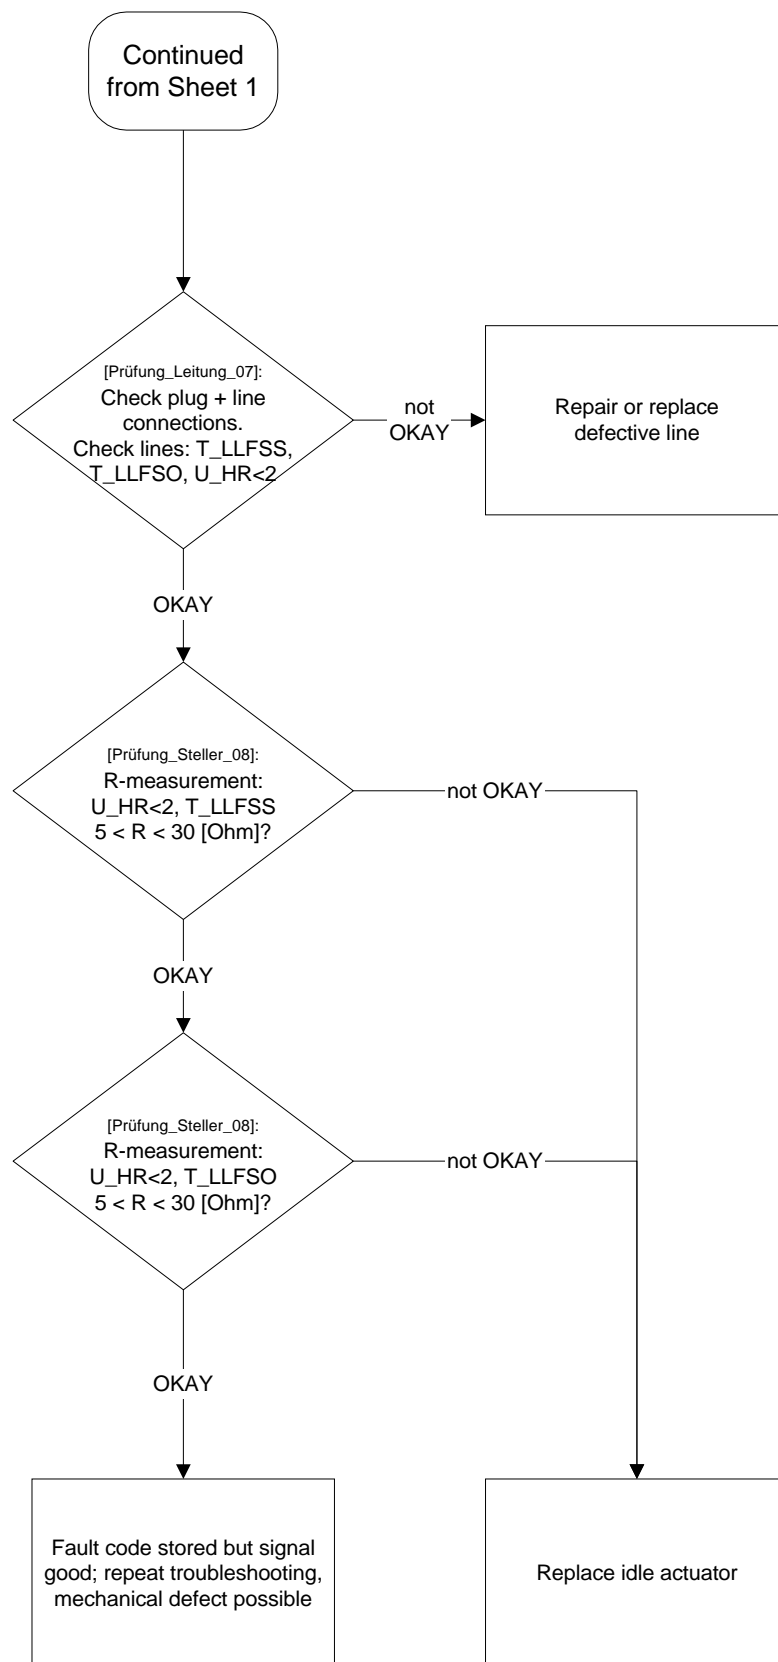 Continued
from Sheet 1
[Prüfung_Leitung_07]:
Check plug + line
connections.
Check lines: T_LLFSS,
T_LLFSO, U_HR<2
not
OKAY
Repair or replace
defective line
OKAY
[Prüfung_Steller_08]:
R-measurement:
U_HR<2, T_LLFSS
5 < R < 30 [Ohm]?
not OKAY
OKAY
[Prüfung_Steller_08]:
R-measurement:
U_HR<2, T_LLFSO
5 < R < 30 [Ohm]?
not OKAY
OKAY
Fault code stored but signal
good; repeat troubleshooting,
mechanical defect possible
Replace idle actuator